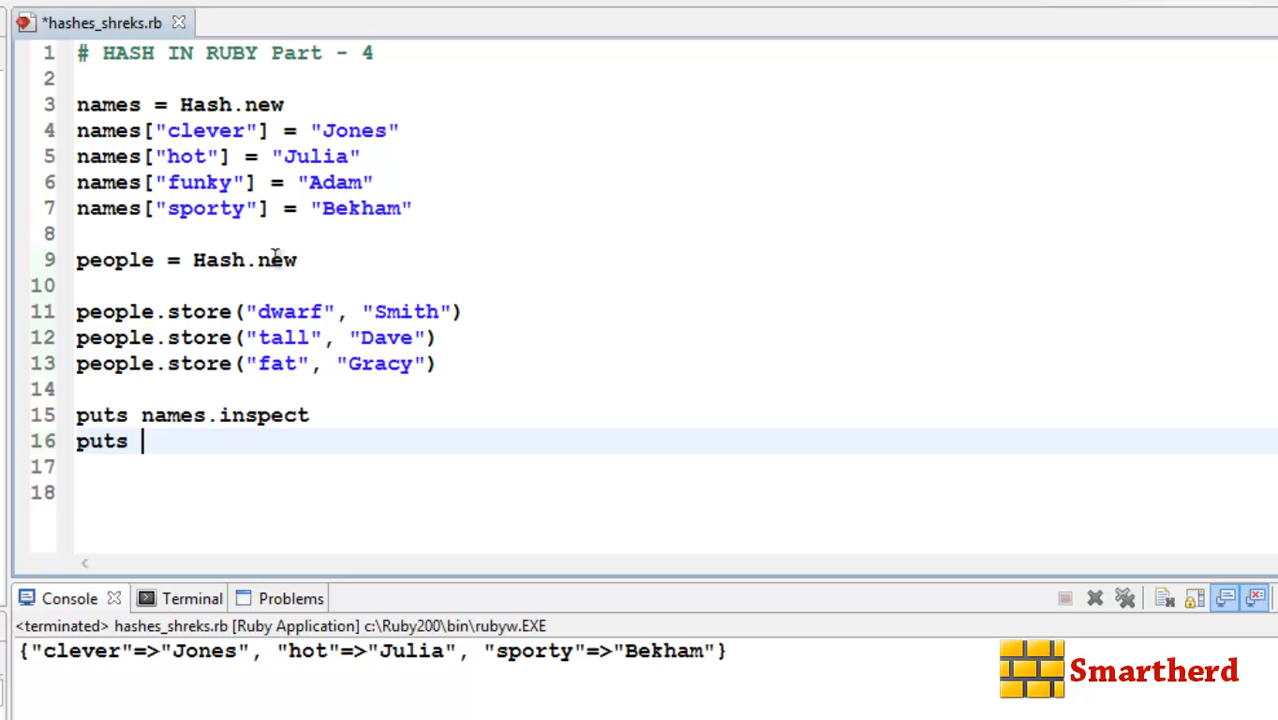 *hashes_shreks.rb
1 # HASH IN RUBY Part - 4
2
3 names = Hash.new
4 names["clever"] = "Jones"
5 names["hot"] = "Julia"
6 names["funky"] = "Adam"
7 names["sporty"] = "Bekham"
8
9 people = Hash.new
10
11 people.store("dwarf", "Smith")
12 people.store("tall", "Dave")
13 people.store("fat", "Gracy")
14
15 puts names.inspect
16 puts
17
18
Console Terminal Problems
<terminated> hashes_shreks.rb [Ruby Application] c:\Ruby200\bin\rubyw.EXE
{"clever"=>"Jones", "hot"=>"Julia", "sporty"=>"Bekham"}
Smartherd